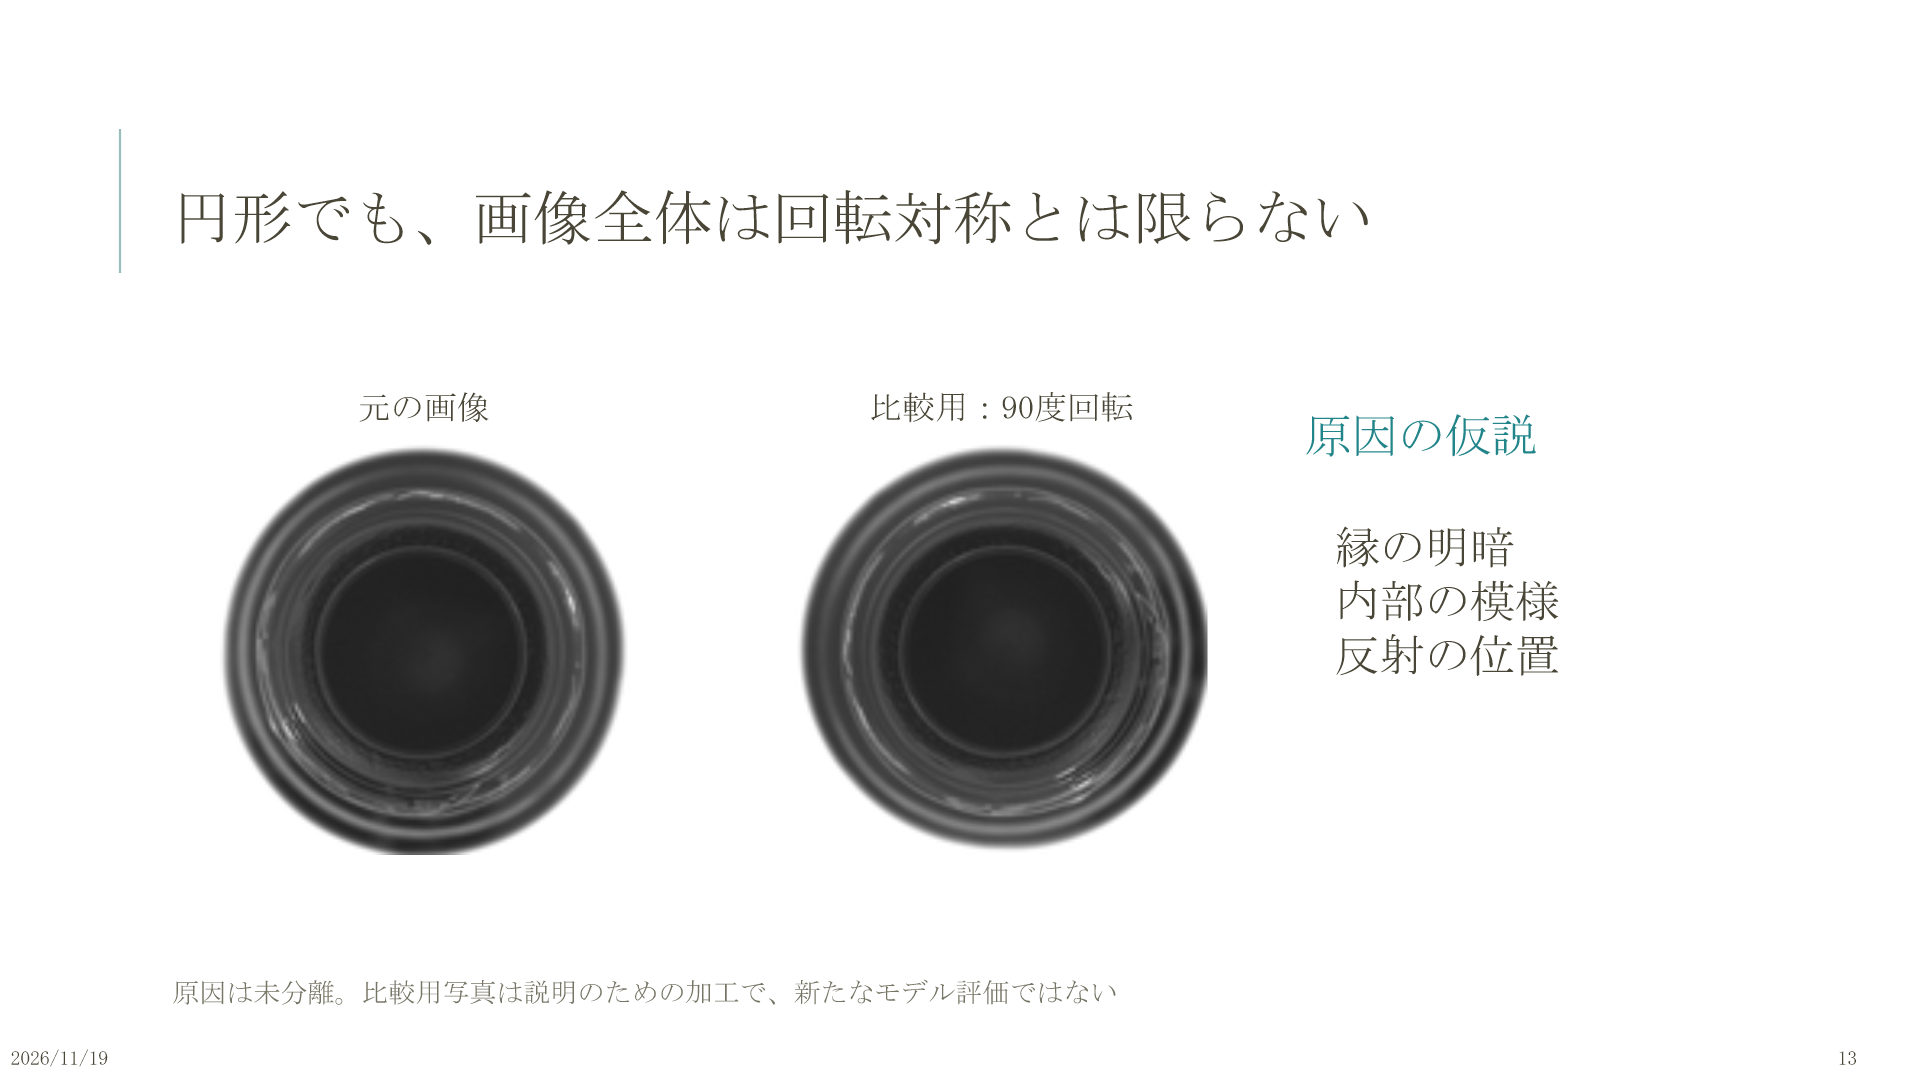 円形でも、画像全体は回転対称とは限らない
元の画像
比較用：90度回転
原因の仮説
縁の明暗
内部の模様
反射の位置
原因は未分離。比較用写真は説明のための加工で、新たなモデル評価ではない
2026/11/19
13